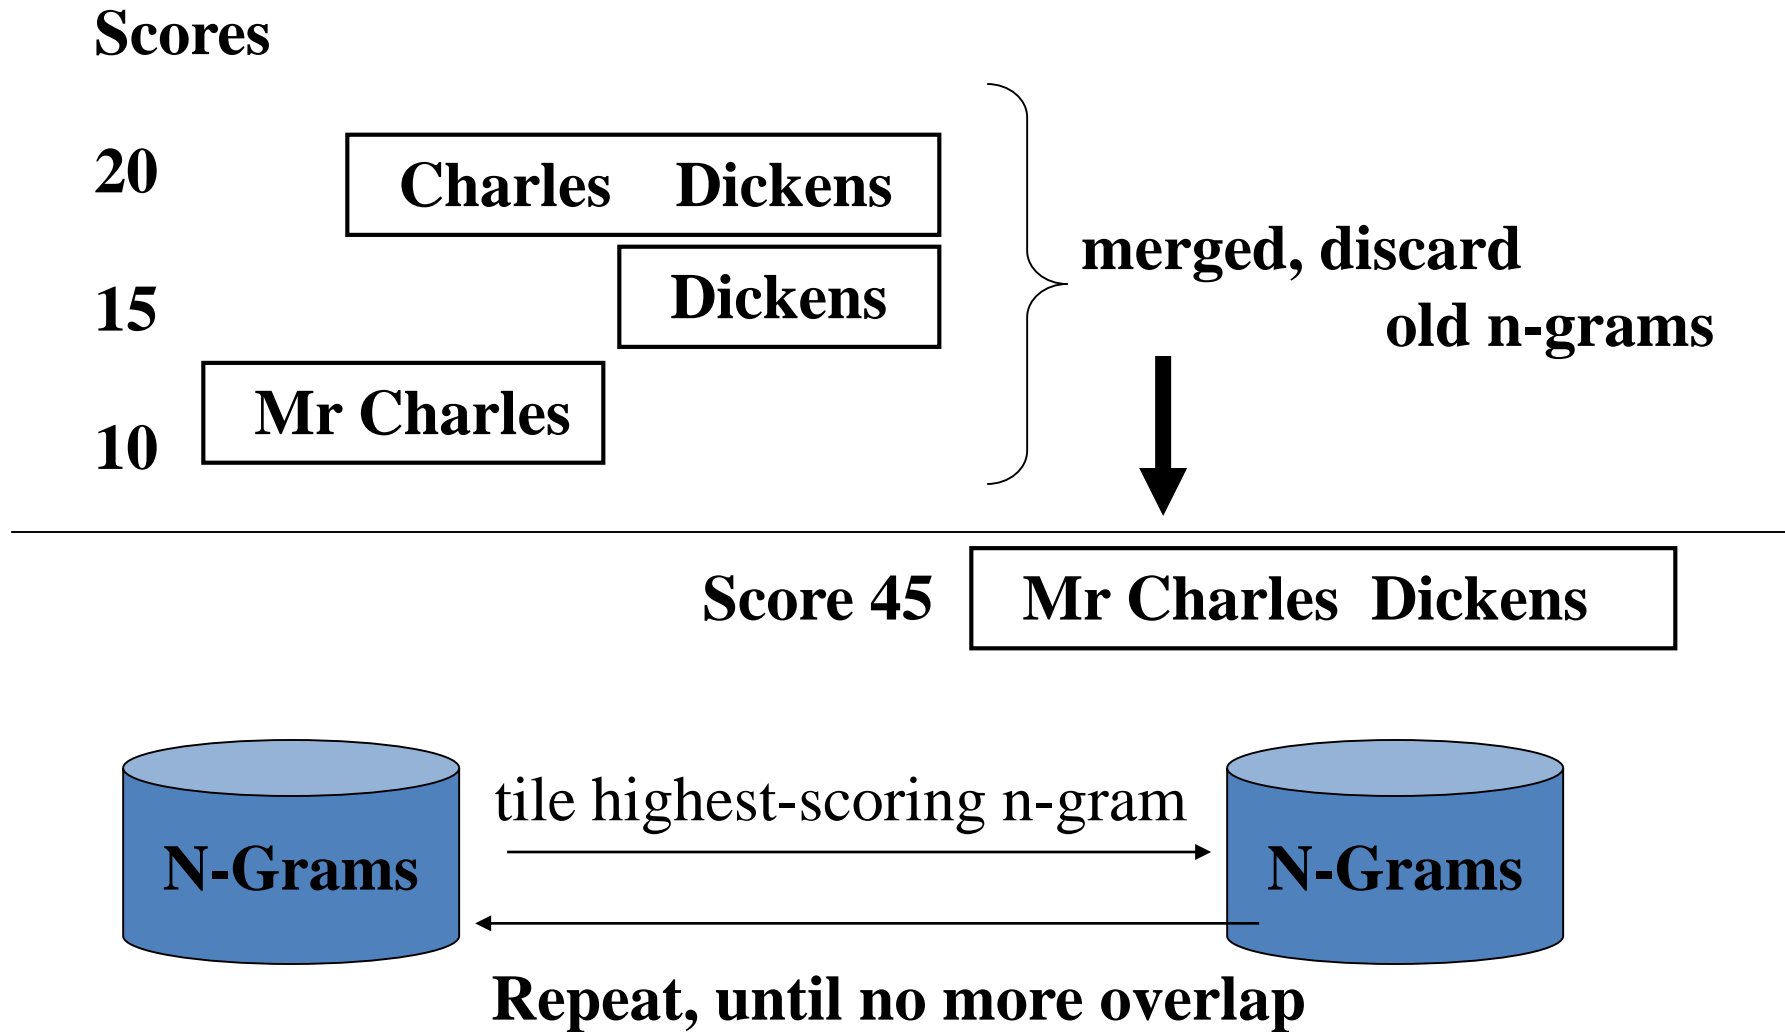 Scores
20
Charles Dickens
15
Dickens
10
Mr Charles
merged, discard
old n-grams
Score 45
Mr Charles Dickens
tile highest-scoring n-gram
N-Grams
N-Grams
Repeat, until no more overlap